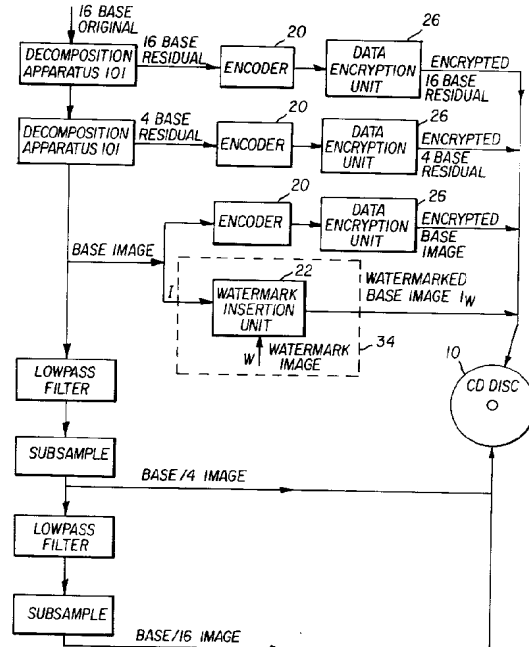 16 BASE
ORIGINAL
DECOMPOSITION
APPARATUS 101
16 BASE
RESIDUAL
20
ENCODER
26
DATA
ENCRYPTION
UNIT
ENCRYPTED
16 BASE
RESIDUAL
DECOMPOSITION
APPARATUS 101
4 BASE
RESIDUAL
20
ENCODER
26
DATA
ENCRYPTION
UNIT
ENCRYPTED
4 BASE
RESIDUAL
BASE IMAGE
20
ENCODER
26
DATA
ENCRYPTION
UNIT
ENCRYPTED
BASE
IMAGE
I
22
WATERMARK
INSERTION
UNIT
WATERMARKED
BASE IMAGE IW
W
WATERMARK
IMAGE
34
10
CD DISC
LOWPASS
FILTER
SUBSAMPLE
BASE/4 IMAGE
LOWPASS
FILTER
SUBSAMPLE
BASE/16 IMAGE